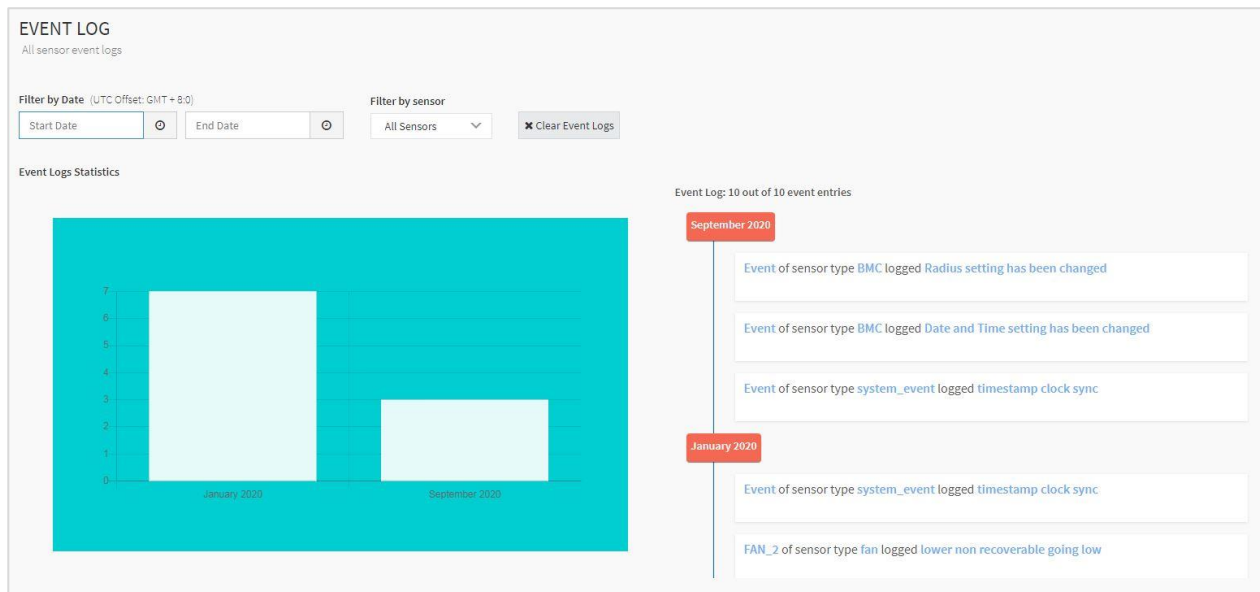 EVENT LOG
All sensor event logs
Filter by Date (UTC Offset: GMT + 8:0)
Filter by sensor
Start Date
End Date
All Sensors
✖ Clear Event Logs
Event Logs Statistics
Event Log: 10 out of 10 event entries
7
6
5
4
3
2
1
0
January 2020
September 2020
September 2020
Event of sensor type BMC logged Radius setting has been changed
Event of sensor type BMC logged Date and Time setting has been changed
Event of sensor type system_event logged timestamp clock sync
January 2020
Event of sensor type system_event logged timestamp clock sync
FAN_2 of sensor type fan logged lower non recoverable going low